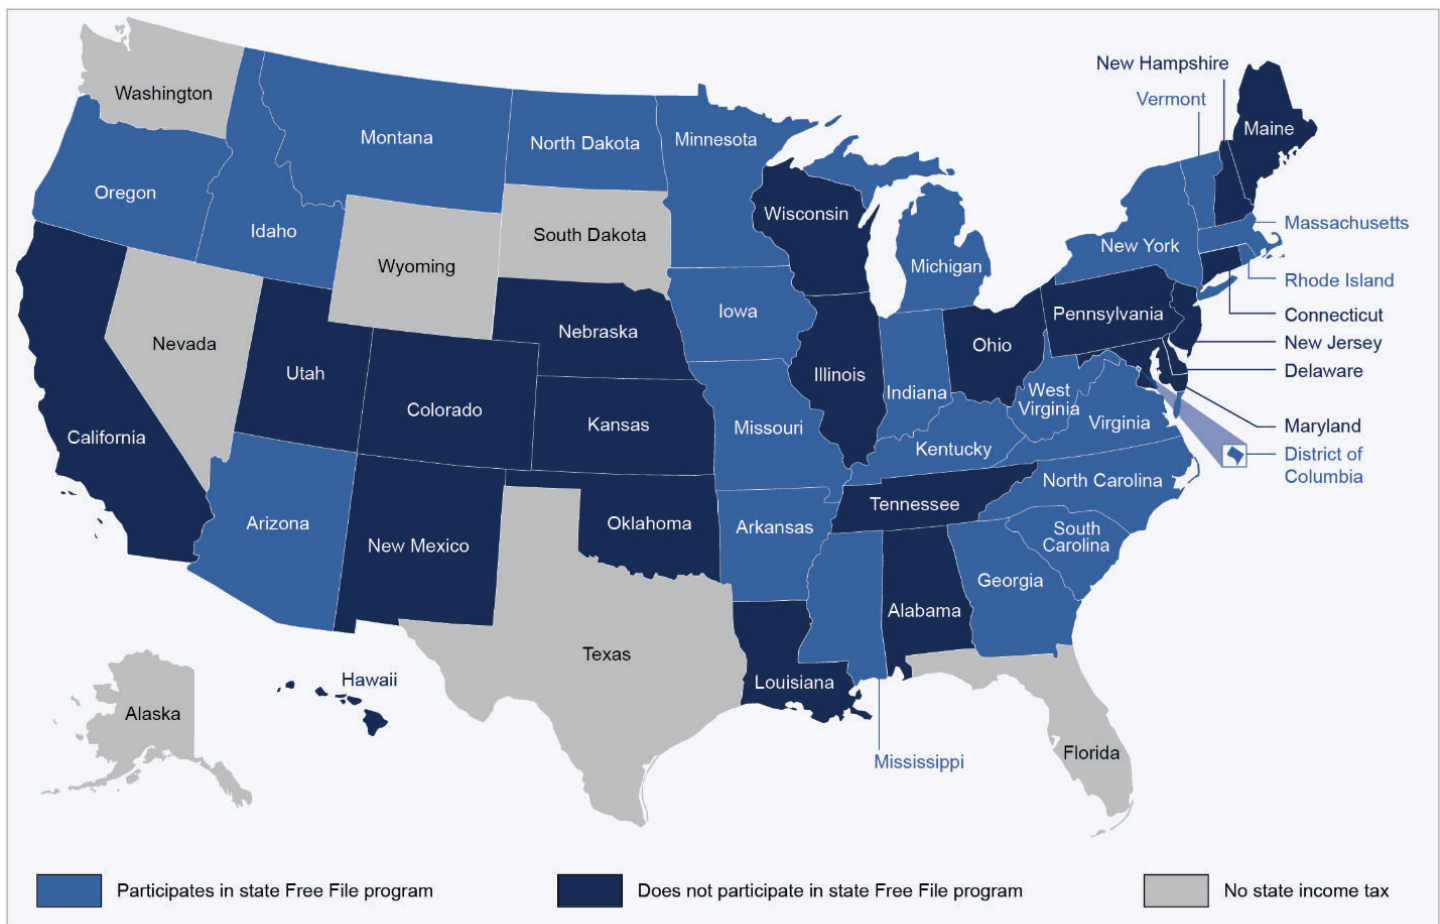 New Hampshire
Vermont
Washington
Maine
Montana
North Dakota
Minnesota
Oregon
Idaho
Wisconsin
Massachusetts
South Dakota
New York
Wyoming
Michigan
Rhode Island
Iowa
Pennsylvania
Connecticut
Nebraska
Nevada
Ohio
New Jersey
Utah
Illinois
Delaware
Indiana
West
Virginia
Colorado
Kansas
Missouri
Virginia
Maryland
California
Kentucky
District of
Columbia
North Carolina
Tennessee
Arizona
Oklahoma
Arkansas
South
Carolina
New Mexico
Georgia
Alabama
Texas
Hawaii
Louisiana
Alaska
Florida
Mississippi
Participates in state Free File program
Does not participate in state Free File program
No state income tax